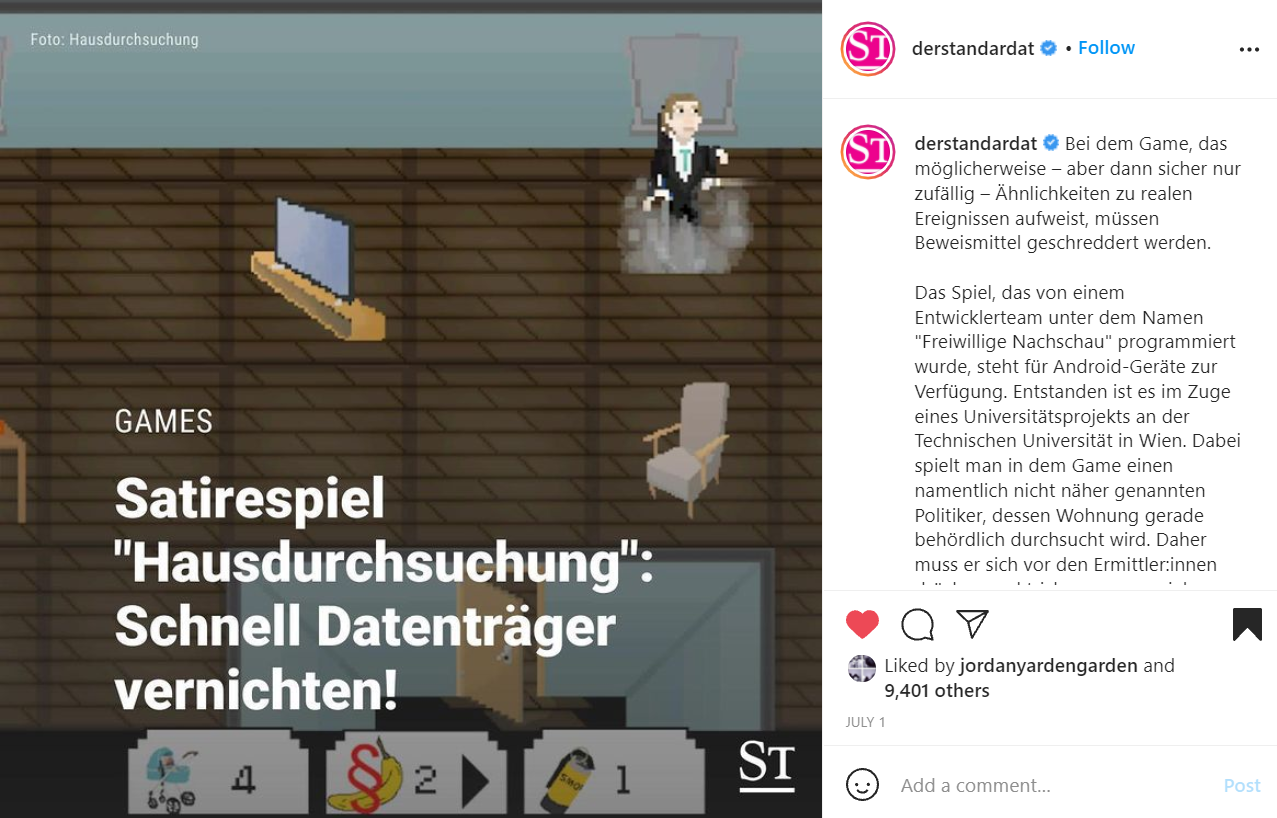 Foto: Hausdurchsuchung
GAMES
Satirespiel
"Hausdurchsuchung":
Schnell Datenträger
vernichten!
4
§
2
1
ST
ST
derstandardat • Follow
ST
derstandardat Bei dem Game, das
möglicherweise – aber dann sicher nur
zufällig – Ähnlichkeiten zu realen
Ereignissen aufweist, müssen
Beweismittel geschreddert werden.
Das Spiel, das von einem
Entwicklerteam unter dem Namen
"Freiwillige Nachschau" programmiert
wurde, steht für Android-Geräte zur
Verfügung. Entstanden ist es im Zuge
eines Universitätsprojekts an der
Technischen Universität in Wien. Dabei
spielt man in dem Game einen
namentlich nicht näher genannten
Politiker, dessen Wohnung gerade
behördlich durchsucht wird. Daher
muss er sich vor den Ermittler:innen
Liked by jordanyardengarden and
9,401 others
JULY 1
Add a comment...
Post